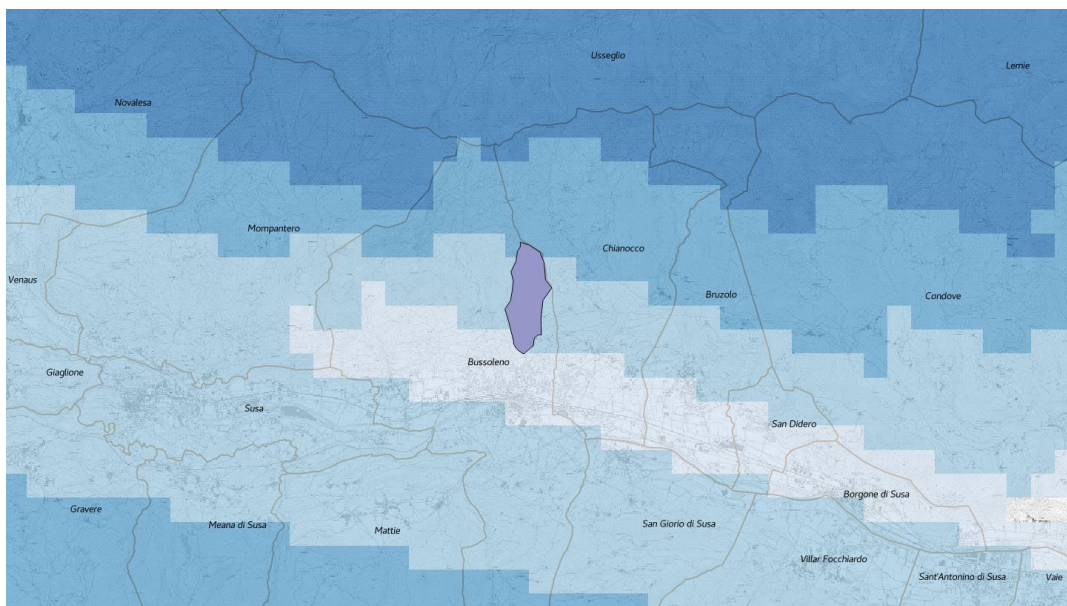 Usseglio
Lemie
Novalesa
Mompantero
Chianocco
Venaus
Bruzolo
Condove
Bussoleno
Giaglione
Susa
San Didero
Borgone di Susa
Gravere
Meana di Susa
Mattie
San Giorio di Susa
Villar Focchiardo
Sant'Antonino di Susa
Vaie